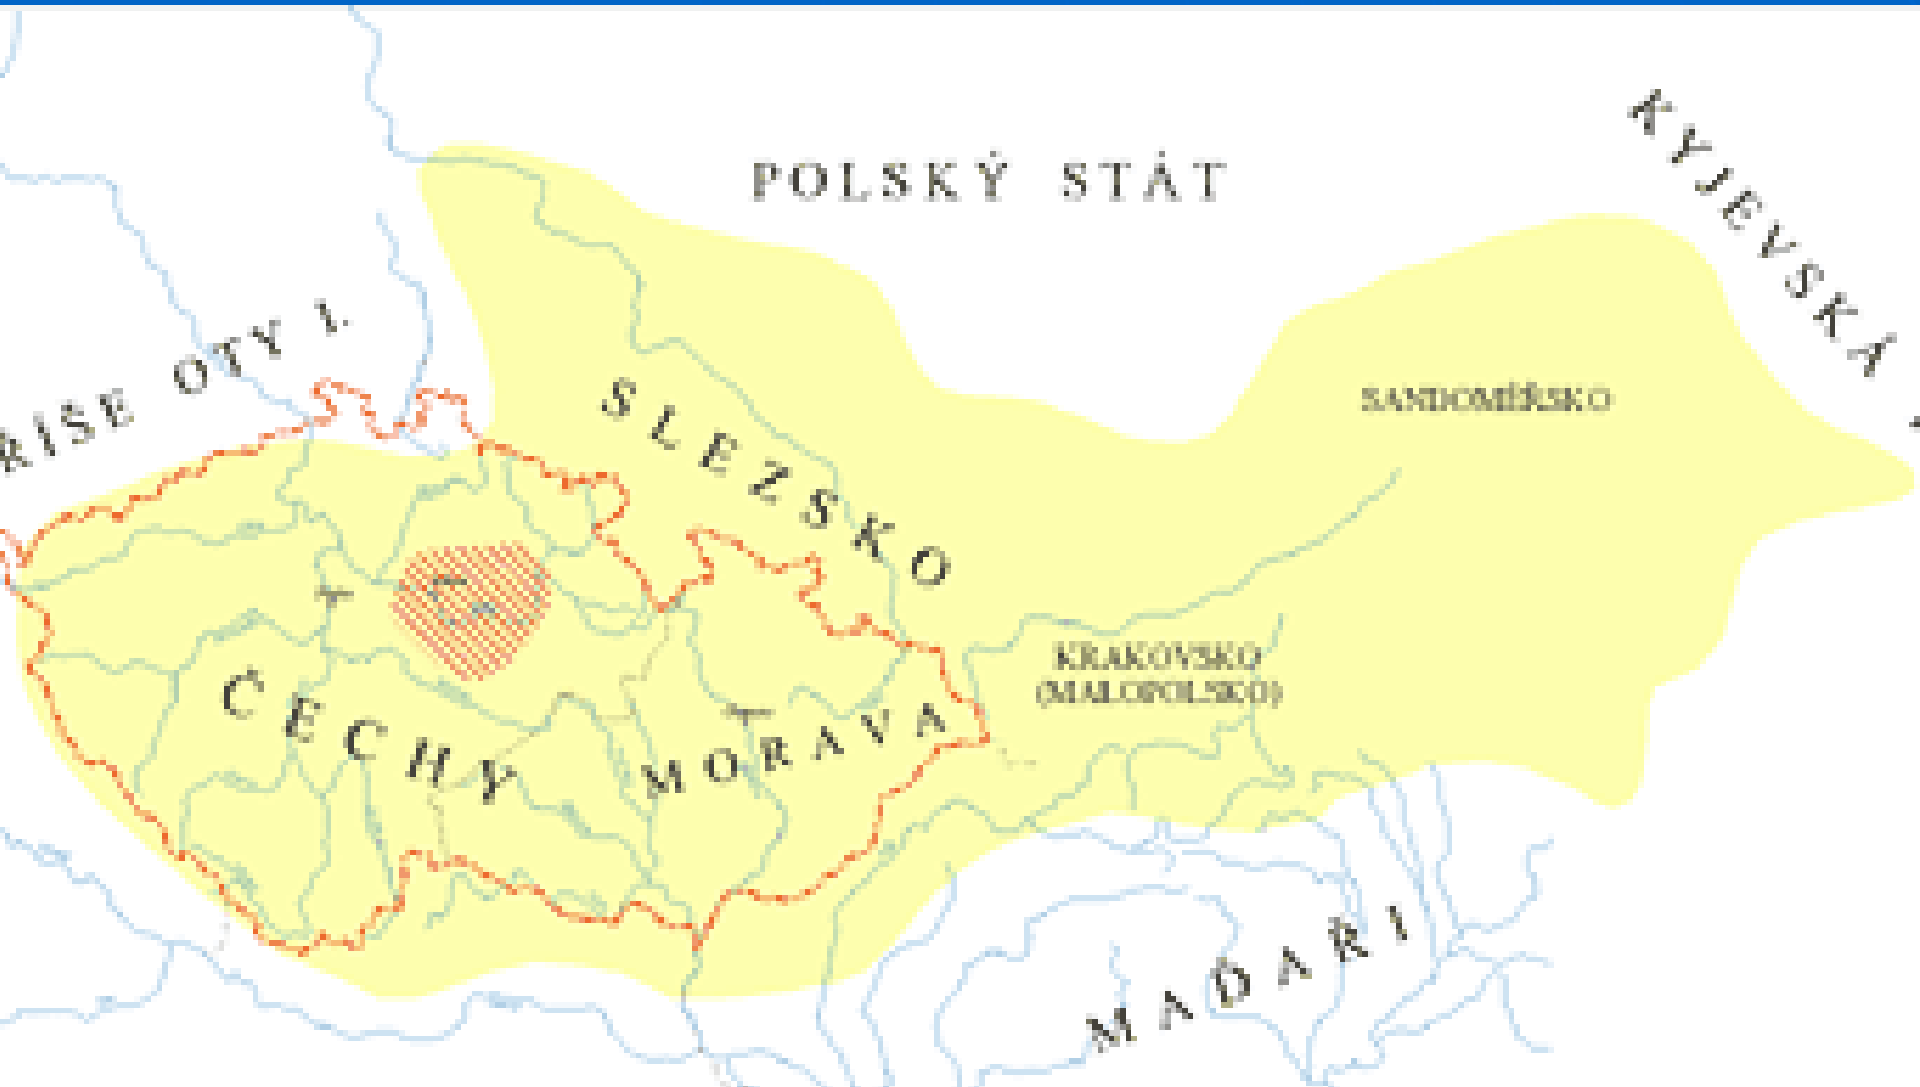 POLSKÝ STÁT
KYJEVSKÁ
ŘÍŠE OTY I.
SLEZSKO
SANDOMĚŘSKO
KRAKOVSKO
(MALOPOLSKO)
ČECHY
MORAVA
MAĎAŘI